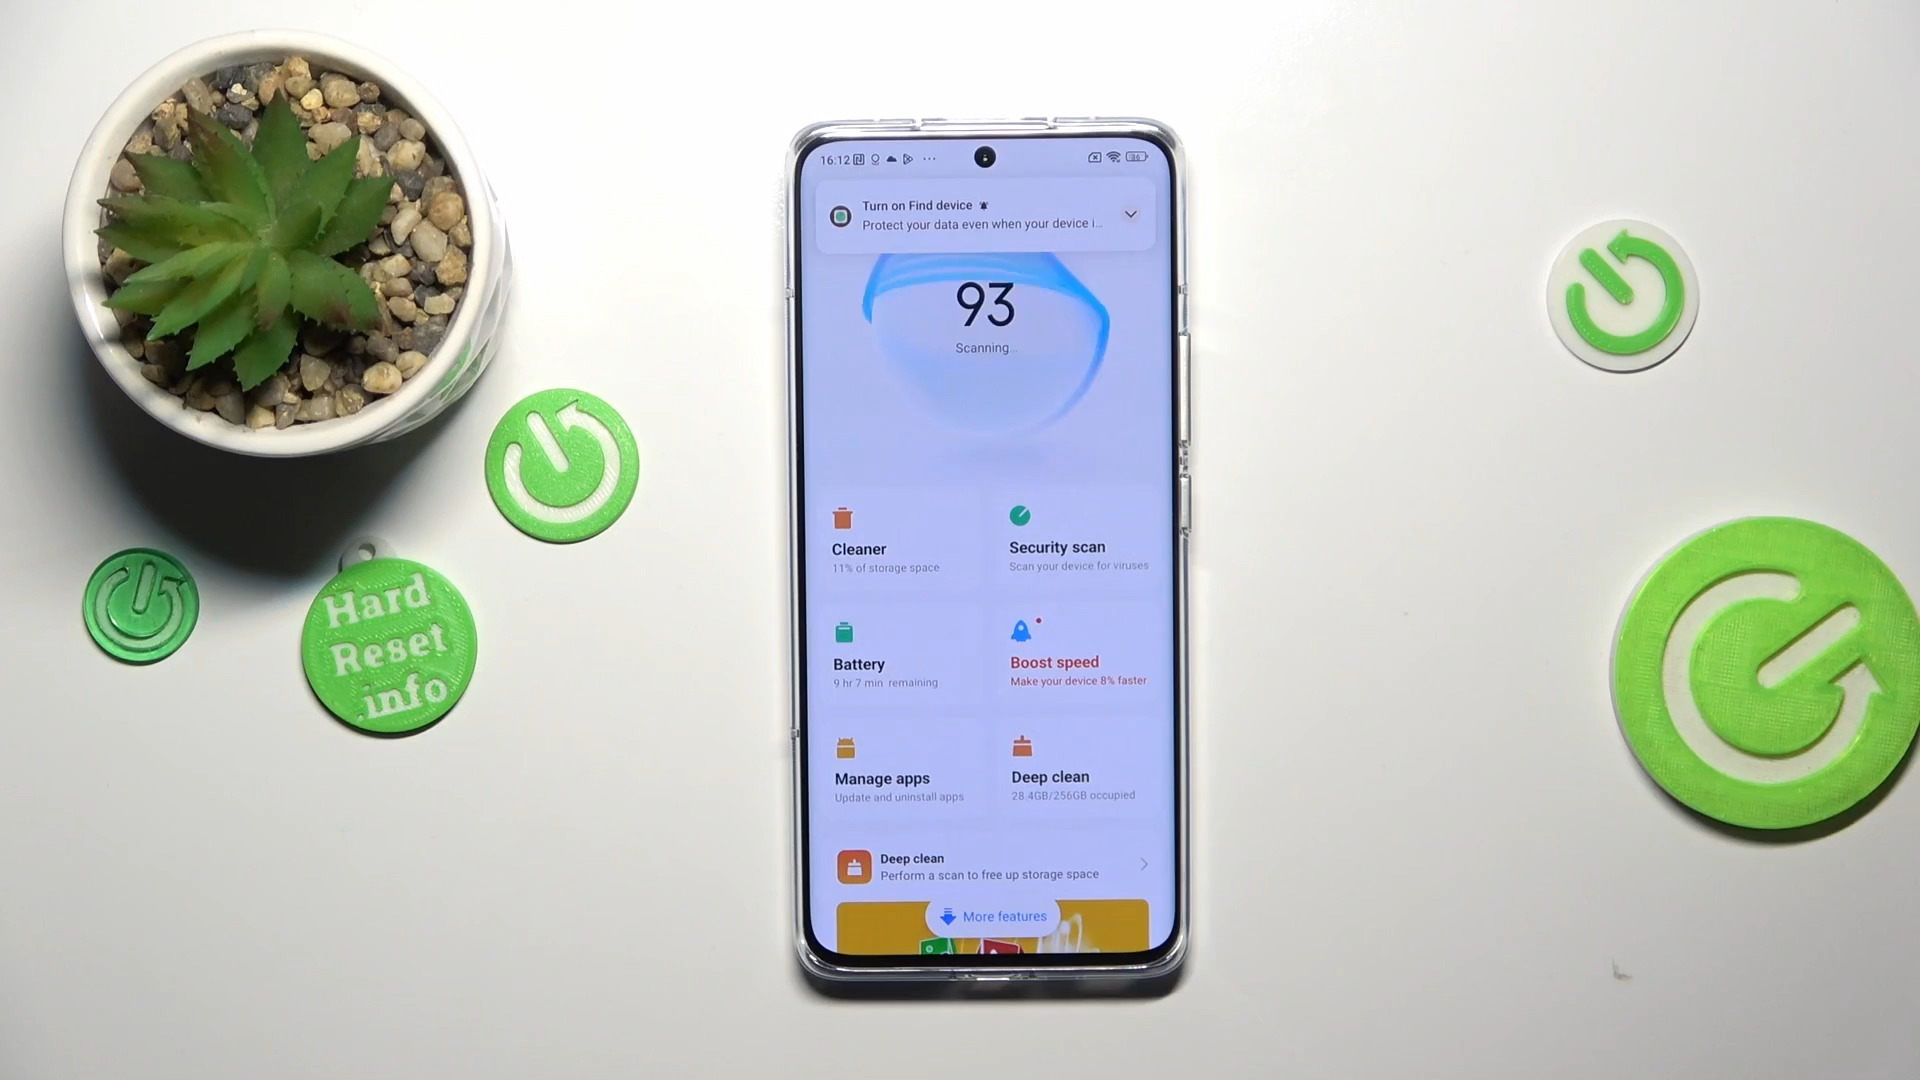 16:12
Turn on Find device
Protect your data even when your device i...
93
Scanning...
Cleaner
11% of storage space
Security scan
Scan your device for viruses
Battery
9 hr 7 min remaining
Boost speed
Make your device 8% faster
Manage apps
Update and uninstall apps
Deep clean
28.4GB/256GB occupied
Deep clean
Perform a scan to free up storage space
More features
Hard
Reset
.info